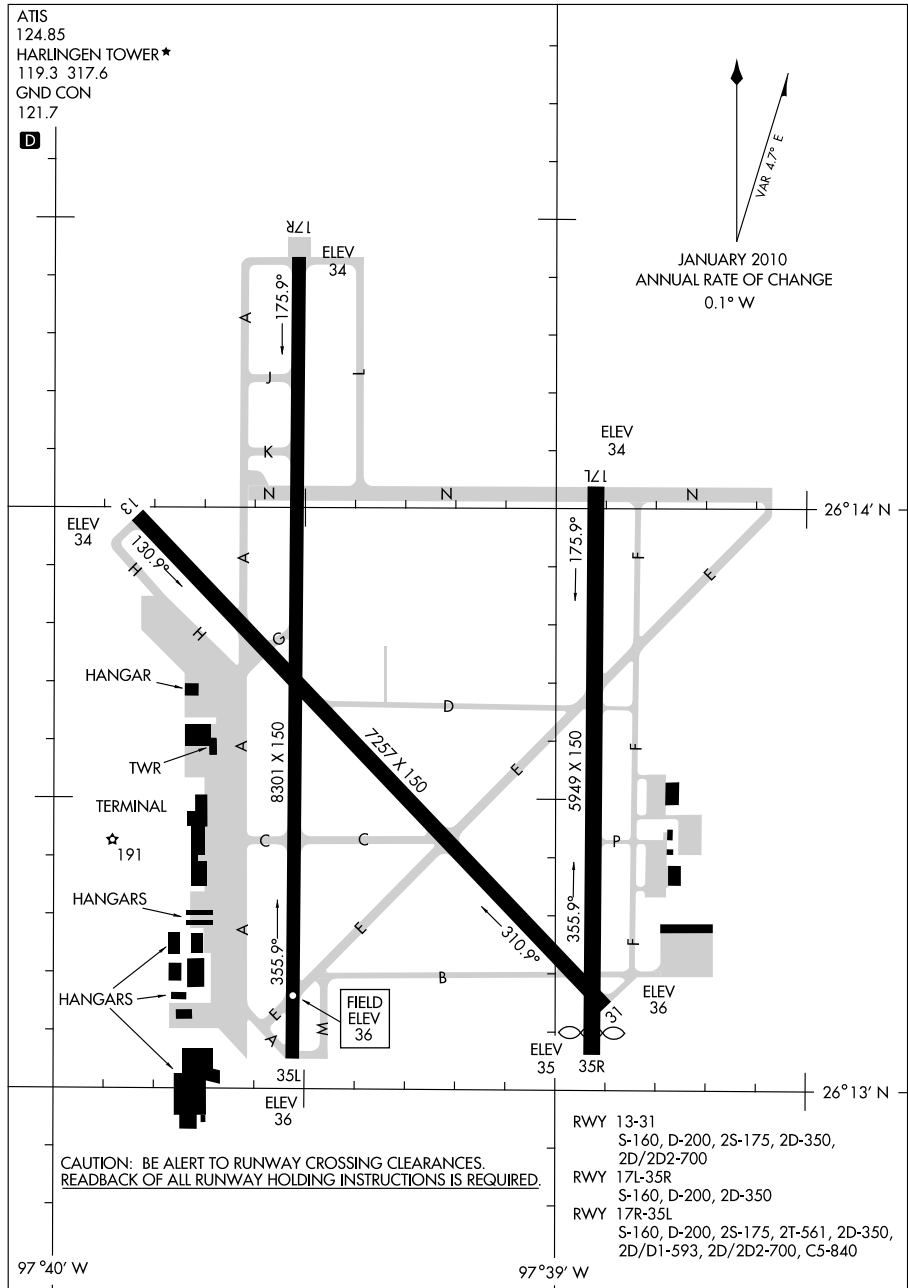 ATIS
124.85
HARLINGEN TOWER★
119.3 317.6
GND CON
121.7
D
VAR 4.7° E
JANUARY 2010
ANNUAL RATE OF CHANGE
0.1° W
17R
ELEV
34
175.9°
A
J
L
K
ELEV
34
17L
N
N
N
13
ELEV
34
26°14' N
130.9°
175.9°
H
A
F
E
H
G
HANGAR
D
7257 X 150
8301 X 150
5949 X 150
A
F
TWR
E
TERMINAL
191
C
C
P
355.9°
355.9°
HANGARS
A
E
310.9°
F
B
HANGARS
E
M
A
FIELD
ELEV
36
31
ELEV
36
ELEV
35
35R
35L
ELEV
36
26°13' N
RWY 13-31
S-160, D-200, 2S-175, 2D-350,
2D/2D2-700
RWY 17L-35R
S-160, D-200, 2D-350
RWY 17R-35L
S-160, D-200, 2S-175, 2T-561, 2D-350,
2D/D1-593, 2D/2D2-700, C5-840
CAUTION: BE ALERT TO RUNWAY CROSSING CLEARANCES.
READBACK OF ALL RUNWAY HOLDING INSTRUCTIONS IS REQUIRED.
97°40' W
97°39' W